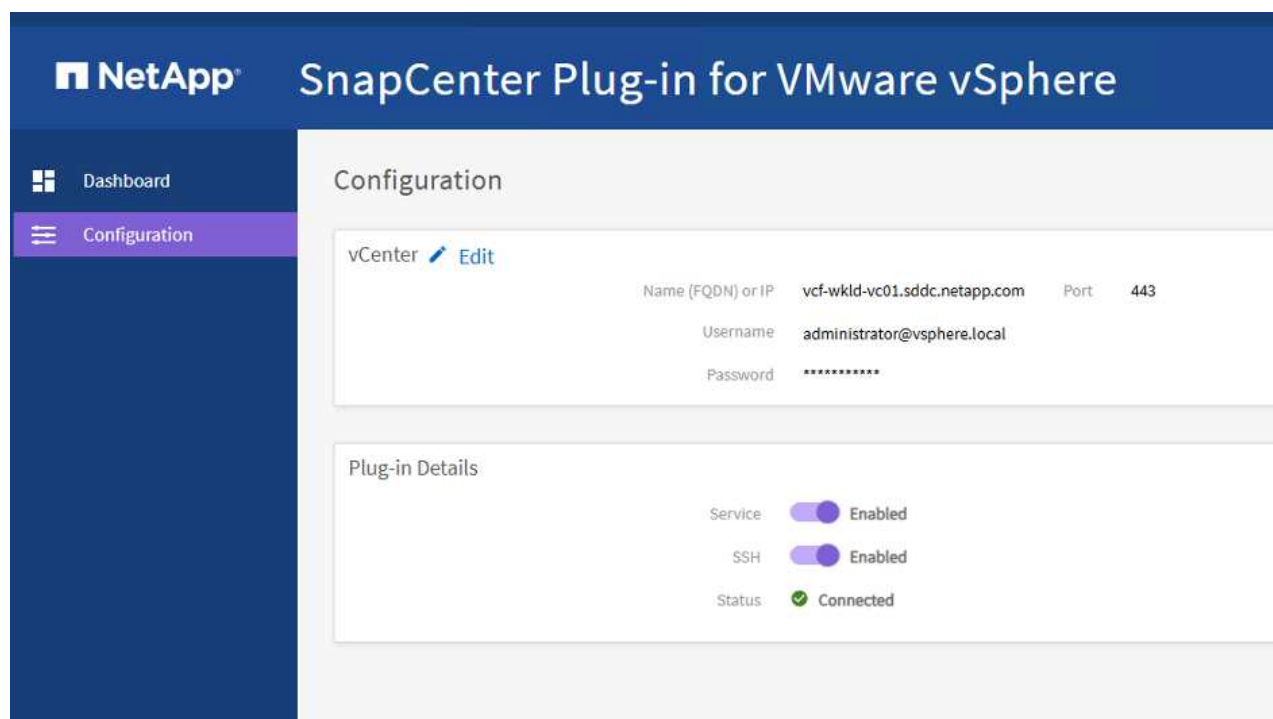 NetApp® SnapCenter Plug-in for VMware vSphere
Dashboard
Configuration
Configuration
vCenter Edit
Name (FQDN) or IP vcf-wkld-vc01.sddc.netapp.com Port 443
Username administrator@vsphere.local
Password ***********
Plug-in Details
Service Enabled
SSH Enabled
Status Connected